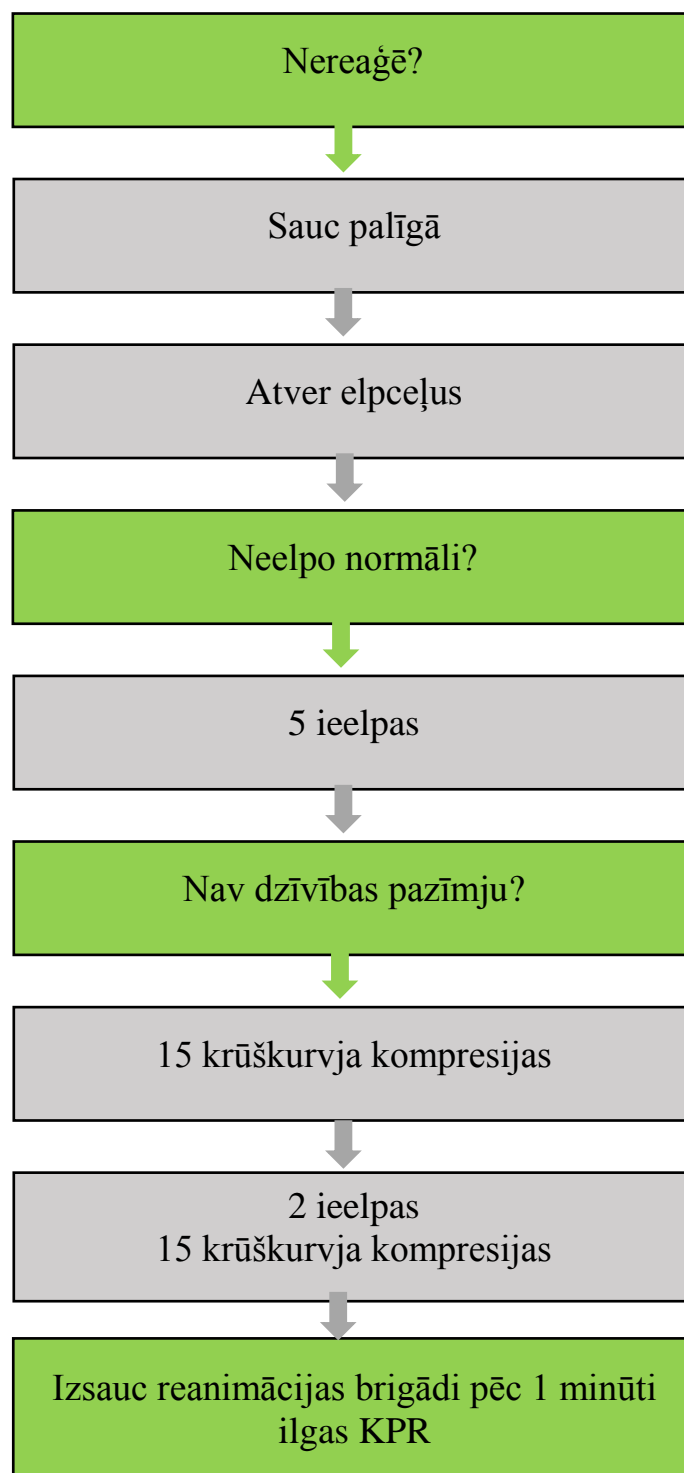 Nereaģē?
Sauc palīgā
Atver elpceļus
Neelpo normāli?
5 ieelpas
Nav dzīvības pazīmju?
15 krūškurvja kompresijas
2 ieelpas
15 krūškurvja kompresijas
Izsauc reanimācijas brigādi pēc 1 minūti
ilgas KPR